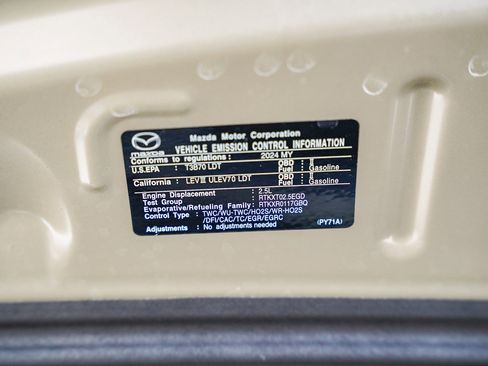 mazda
Mazda Motor Corporation
VEHICLE EMISSION CONTROL INFORMATION
Conforms to regulations: 2024 MY
U.S.EPA : T3B70 LDT OBD : II
Fuel : Gasoline
California : LEVIII ULEV70 LDT OBD : II
Fuel : Gasoline
Engine Displacement : 2.5L
Test Group : RTKXT02.5EGD
Evaporative/Refueling Family: RTKXR0117GBQ
Control Type : TWC/WU-TWC/HO2S/WR-HO2S
/DFI/CAC/TC/EGR/EGRC
Adjustments : No adjustments needed (PY71A)